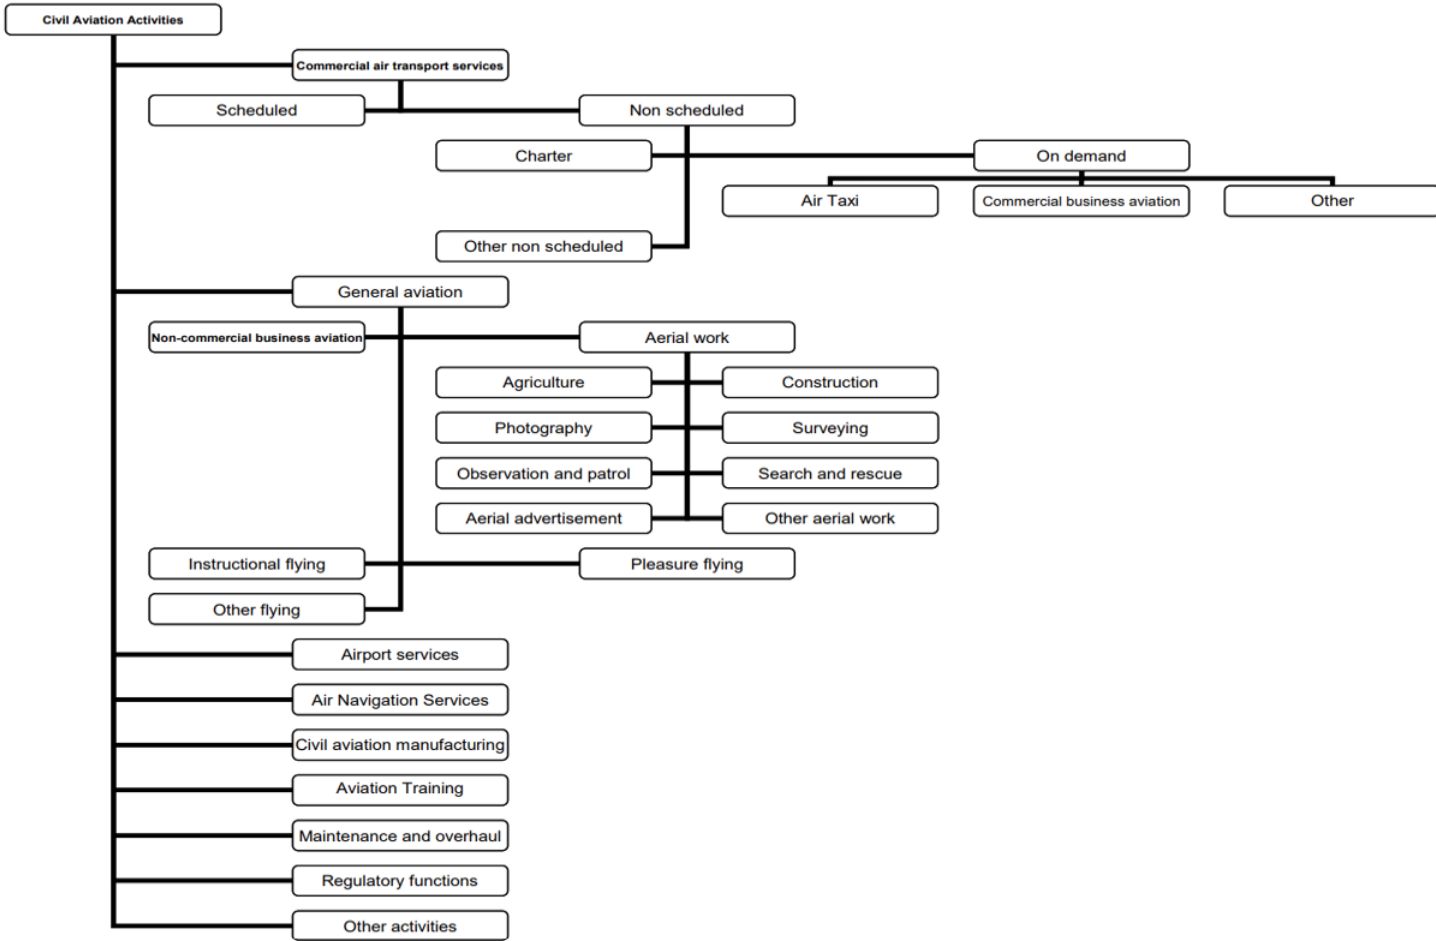 Civil Aviation Activities
Commercial air transport services
Scheduled
Non scheduled
Charter
On demand
Air Taxi
Commercial business aviation
Other
Other non scheduled
General aviation
Non-commercial business aviation
Aerial work
Agriculture
Construction
Photography
Surveying
Observation and patrol
Search and rescue
Aerial advertisement
Other aerial work
Instructional flying
Pleasure flying
Other flying
Airport services
Air Navigation Services
Civil aviation manufacturing
Aviation Training
Maintenance and overhaul
Regulatory functions
Other activities